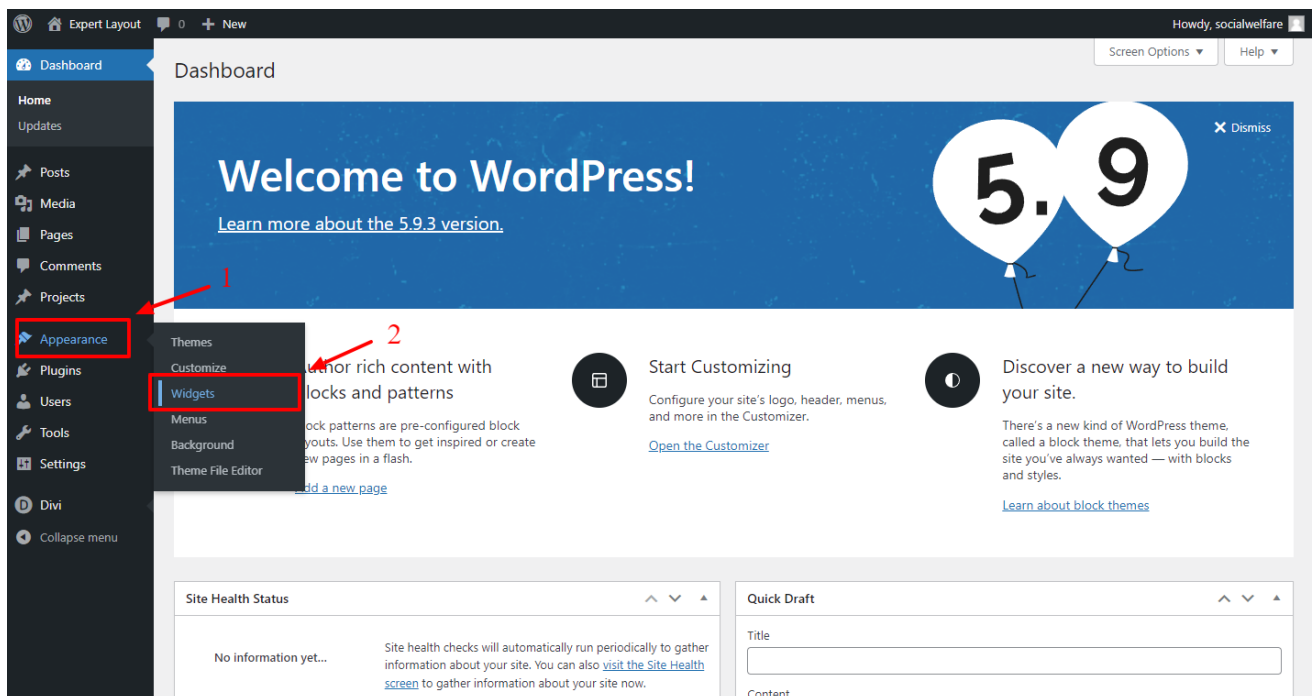 Expert Layout 0 + New Howdy, socialwelfare
Dashboard
Home
Updates
Posts
Media
Pages
Comments
Projects
Appearance
Plugins
Users
Tools
Settings
Divi
Collapse menu
Themes
Customize
Widgets
Menus
Background
Theme File Editor
1
2
Screen Options ▼ Help ▼
Dashboard
Dismiss
Welcome to WordPress!
Learn more about the 5.9.3 version.
5.9
rich content with
and patterns
patterns are pre-configured block
Use them to get inspired or create
pages in a flash.
a new page
Start Customizing
Configure your site's logo, header, menus,
and more in the Customizer.
Open the Customizer
Discover a new way to build
your site.
There's a new kind of WordPress theme,
called a block theme, that lets you build the
site you've always wanted — with blocks
and styles.
Learn about block themes
Site Health Status
No information yet...
Site health checks will automatically run periodically to gather
information about your site. You can also visit the Site Health
screen to gather information about your site now.
Quick Draft
Title
Content